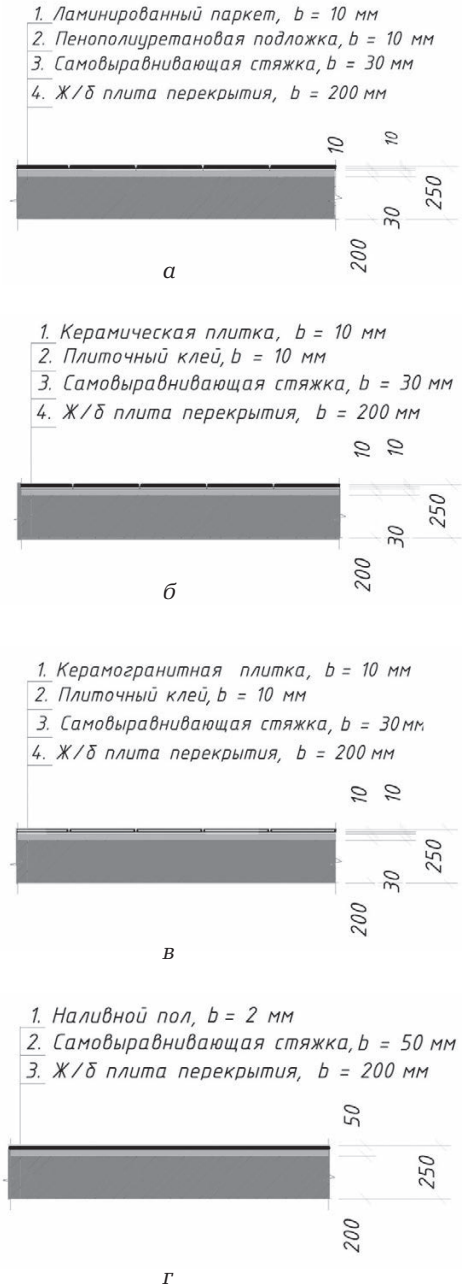 1. Ламинированный паркет, b = 10 мм
2. Пенополиуретановая подложка, b = 10 мм
3. Самовыравнивающая стяжка, b = 30 мм
4. Ж/б плита перекрытия, b = 200 мм
10 10
30 250
200
а
1. Керамическая плитка, b = 10 мм
2. Плиточный клей, b = 10 мм
3. Самовыравнивающая стяжка, b = 30 мм
4. Ж/б плита перекрытия, b = 200 мм
10 10
30 250
200
б
1. Керамогранитная плитка, b = 10 мм
2. Плиточный клей, b = 10 мм
3. Самовыравнивающая стяжка, b = 30мм
4. Ж/б плита перекрытия, b = 200 мм
10 10
30 250
200
в
1. Наливной пол, b = 2 мм
2. Самовыравнивающая стяжка, b = 50 мм
3. Ж/б плита перекрытия, b = 200 мм
50
250
200
г